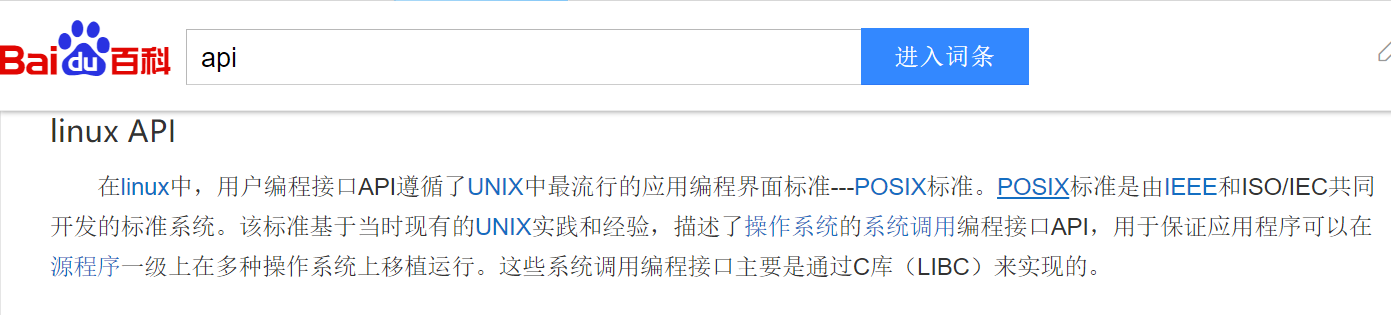 Bai du 百科
api
进入词条
linux API
在linux中，用户编程接口API遵循了UNIX中最流行的应用编程界面标准---POSIX标准。POSIX标准是由IEEE和ISO/IEC共同
开发的标准系统。该标准基于当时现有的UNIX实践和经验，描述了操作系统的系统调用编程接口API，用于保证应用程序可以在
源程序一级上在多种操作系统上移植运行。这些系统调用编程接口主要是通过C库（LIBC）来实现的。